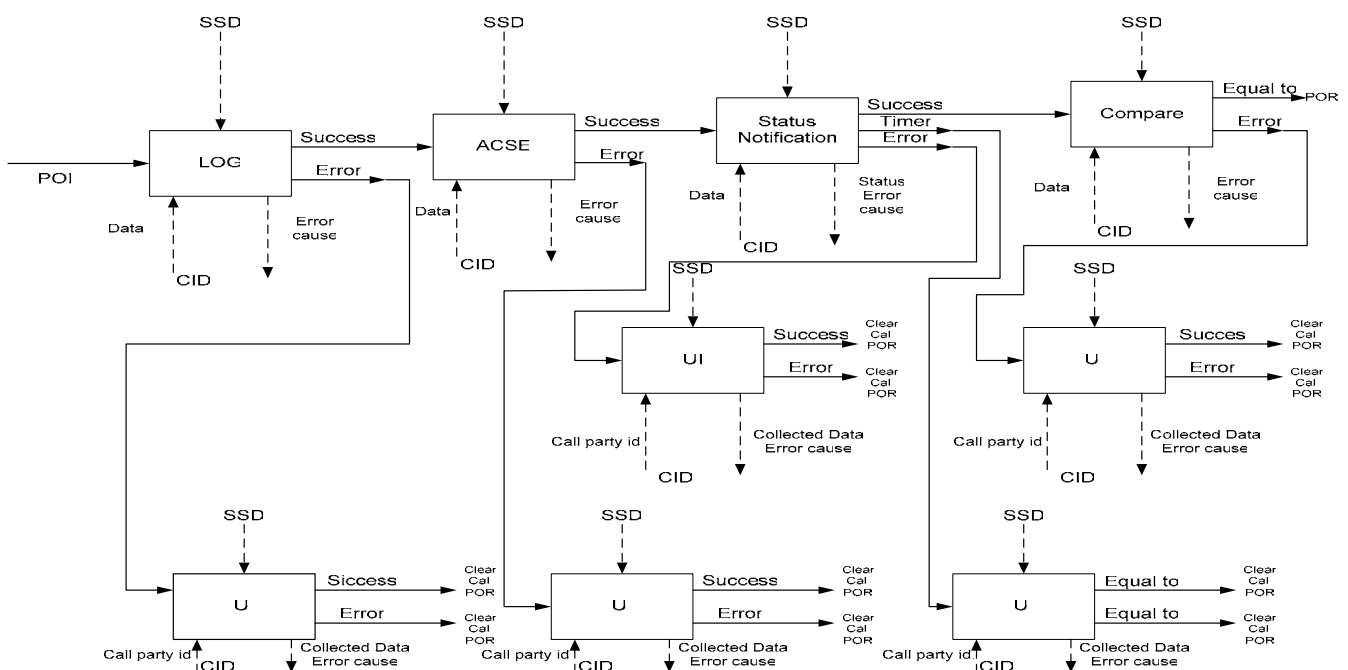 SSD
SSD
SSD
SSD
LOG
POI
Success
Error
Data
CID
Error
cause
ACSE
Success
Error
Data
CID
Error
cause
Status
Notification
Success
Timer
Error
Data
CID
Status
Error
cause
Compare
Equal to
POR
Error
Data
CID
Error
cause
SSD
UI
Success
Clear
Cal
POR
Error
Clear
Cal
POR
Call party id
CID
Collected Data
Error cause
SSD
U
Succes
Clear
Cal
POR
Error
Clear
Cal
POR
Call party id
CID
Collected Data
Error cause
SSD
U
Siccess
Clear
Cal
POR
Error
Clear
Cal
POR
Call party id
CID
Collected Data
Error cause
SSD
U
Success
Clear
Cal
POR
Error
Clear
Cal
POR
Call party id
CID
Collected Data
Error cause
SSD
U
Equal to
Clear
Cal
POR
Equal to
Clear
Cal
POR
Call party id
CID
Collected Data
Error cause